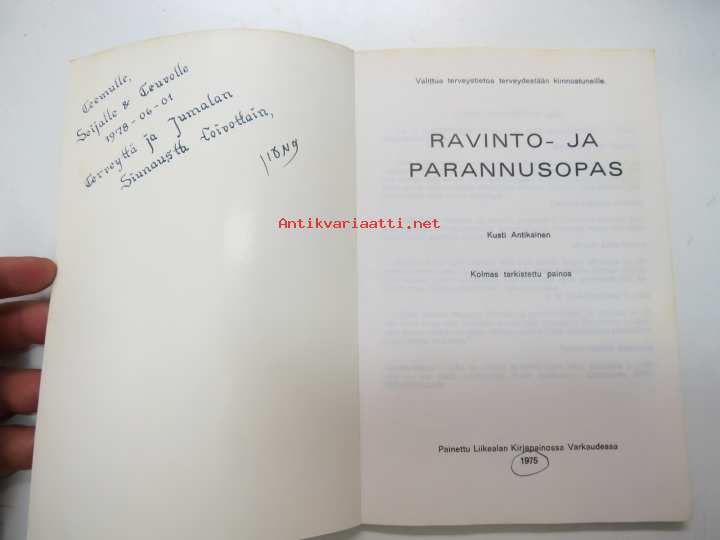 Teemulle,
Seijalle & Teuvolle
1978-06-01
Terveyttä ja Jumalan
Siunausta Toivottain,
Antikvariaatti.net
Valittua terveystietoa terveydestään kiinnostuneille.
RAVINTO- JA
PARANNUSOPAS
Kusti Antikainen
Kolmas tarkistettu painos
Painettu Liikealan Kirjapainossa Varkaudessa
1975